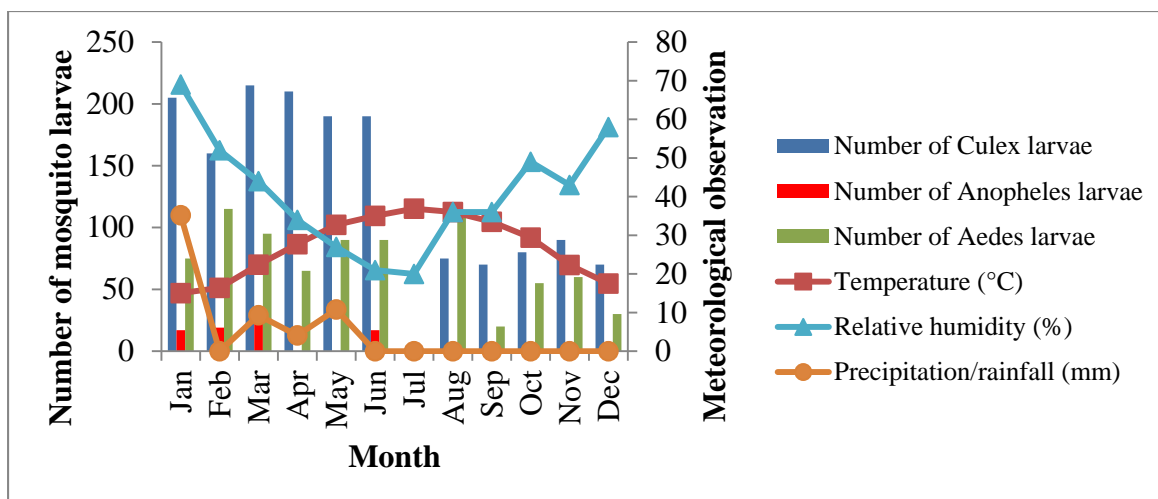 Number of mosquito larvae
250
200
150
100
50
0
80
70
60
50
40
30
20
10
0
Meteorological observation
Jan
Feb
Mar
Apr
May
Jun
Jul
Aug
Sep
Oct
Nov
Dec
Month
Number of Culex larvae
Number of Anopheles larvae
Number of Aedes larvae
Temperature (°C)
Relative humidity (%)
Precipitation/rainfall (mm)